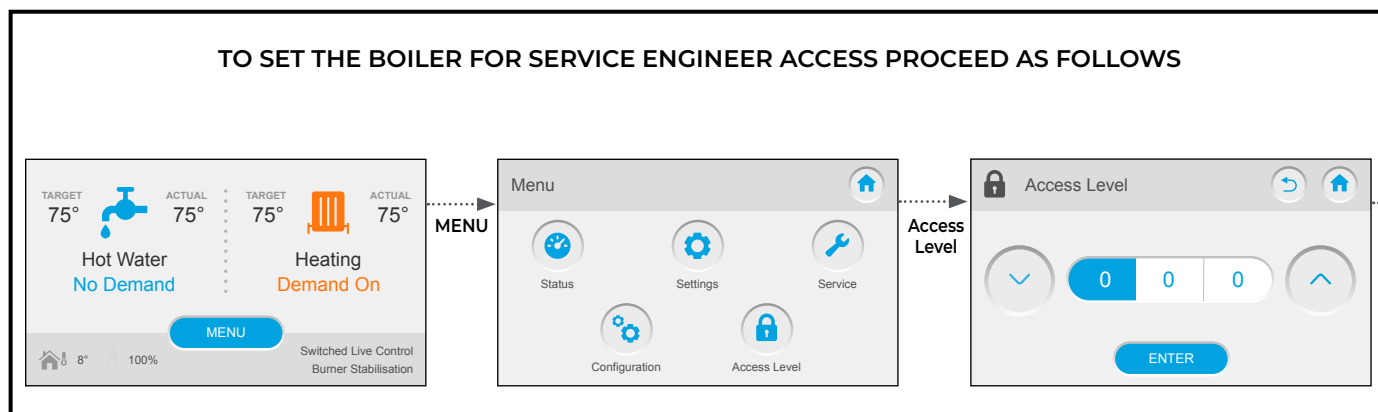 TO SET THE BOILER FOR SERVICE ENGINEER ACCESS PROCEED AS FOLLOWS
TARGET
75°
ACTUAL
75°
Hot Water
No Demand
TARGET
75°
ACTUAL
75°
Heating
Demand On
MENU
8°
100%
Switched Live Control
Burner Stabilisation
MENU
Menu
Status
Settings
Service
Configuration
Access Level
Access
Level
Access Level
0 0 0
ENTER